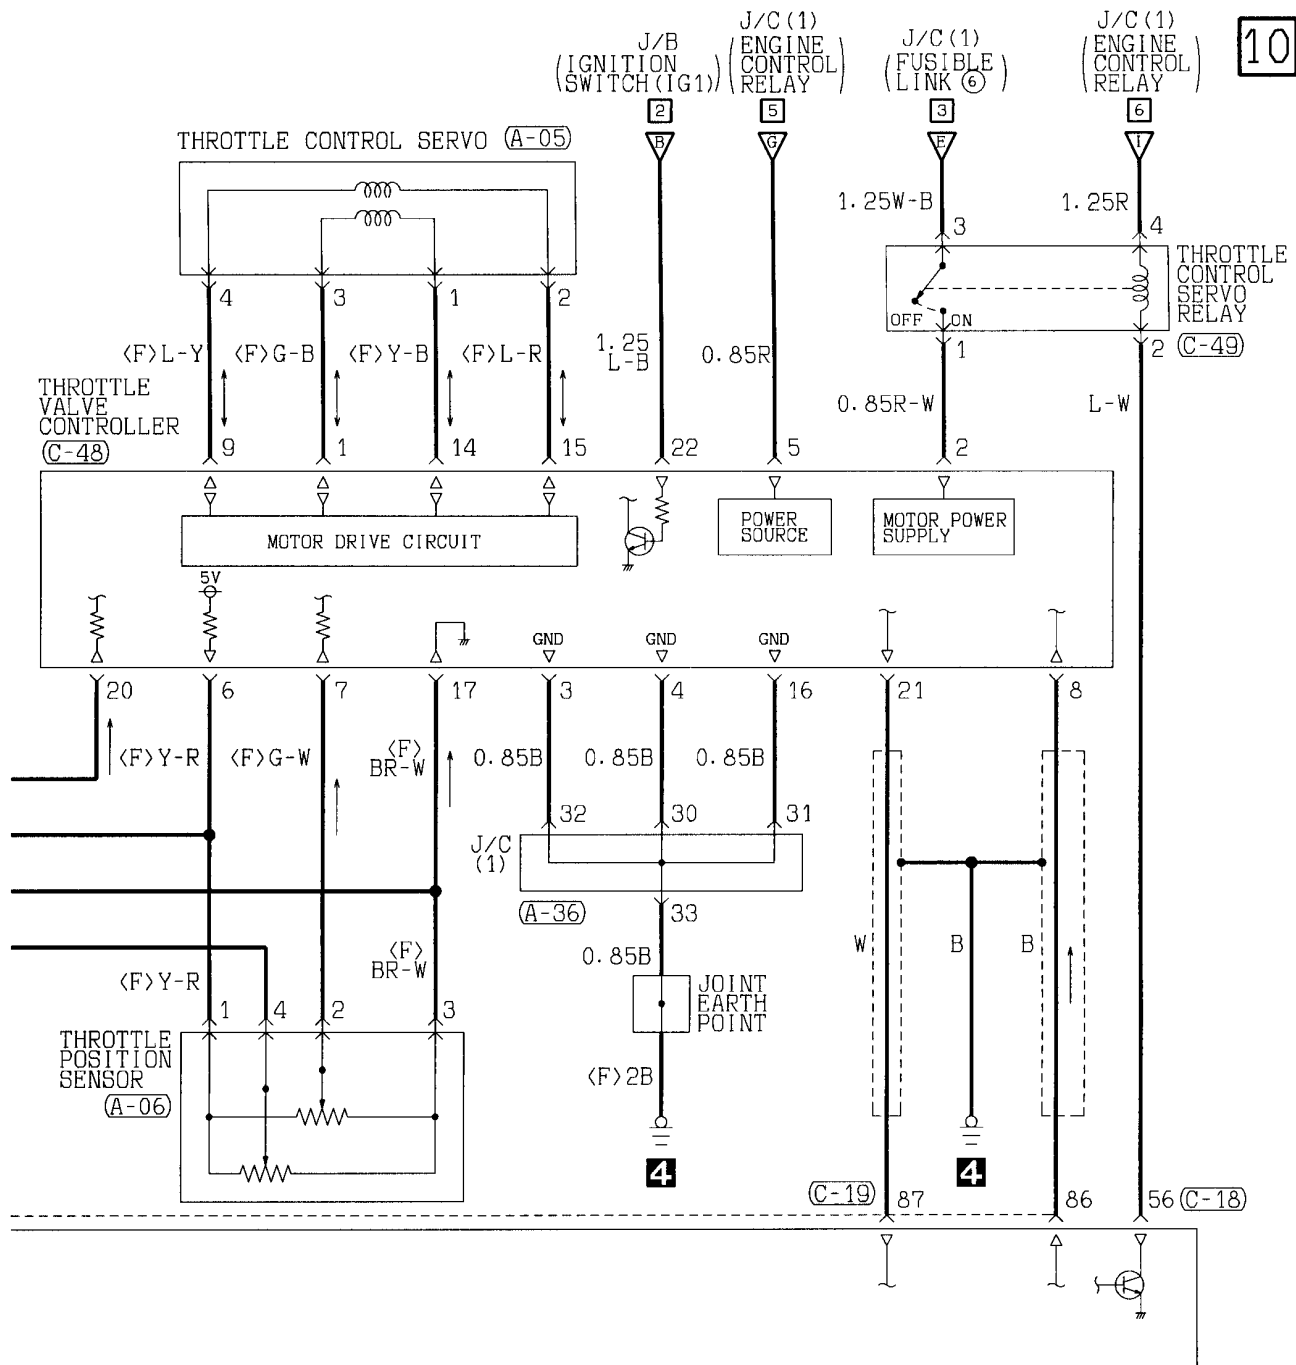 J/C(1)
J/C(1)
10
J/B
(IGNITION
SWITCH(IG1))
(ENGINE
CONTROL
RELAY)
J/C(1)
(FUSIBLE
LINK ⑥)
(ENGINE
CONTROL
RELAY)
2
5
3
6
B
G
E
I
THROTTLE CONTROL SERVO A-05
1.25W-B
1.25R
3
4
THROTTLE
CONTROL
SERVO
RELAY
C-49
OFF
ON
4
3
1
2
1
2
<F>L-Y
<F>G-B
<F>Y-B
<F>L-R
1.25
L-B
0.85R
0.85R-W
L-W
THROTTLE
VALVE
CONTROLLER
C-48
9
1
14
15
22
5
2
MOTOR DRIVE CIRCUIT
POWER
SOURCE
MOTOR POWER
SUPPLY
5V
GND
GND
GND
20
6
7
17
3
4
16
21
8
<F>Y-R
<F>G-W
<F>
BR-W
0.85B
0.85B
0.85B
32
30
31
J/C
(1)
A-36
33
0.85B
W
B
B
<F>Y-R
<F>
BR-W
1
4
2
3
JOINT
EARTH
POINT
THROTTLE
POSITION
SENSOR
A-06
<F>2B
4
4
C-19
87
86
56
C-18